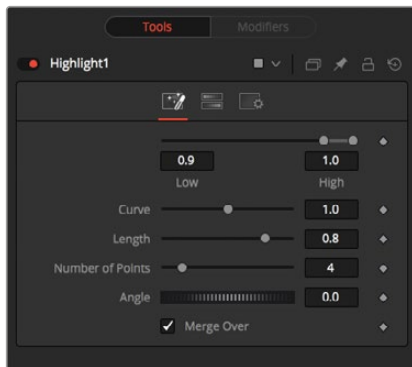 Tools Modifiers
Highlight1
0.9 1.0
Low High
Curve 1.0
Length 0.8
Number of Points 4
Angle 0.0
Merge Over